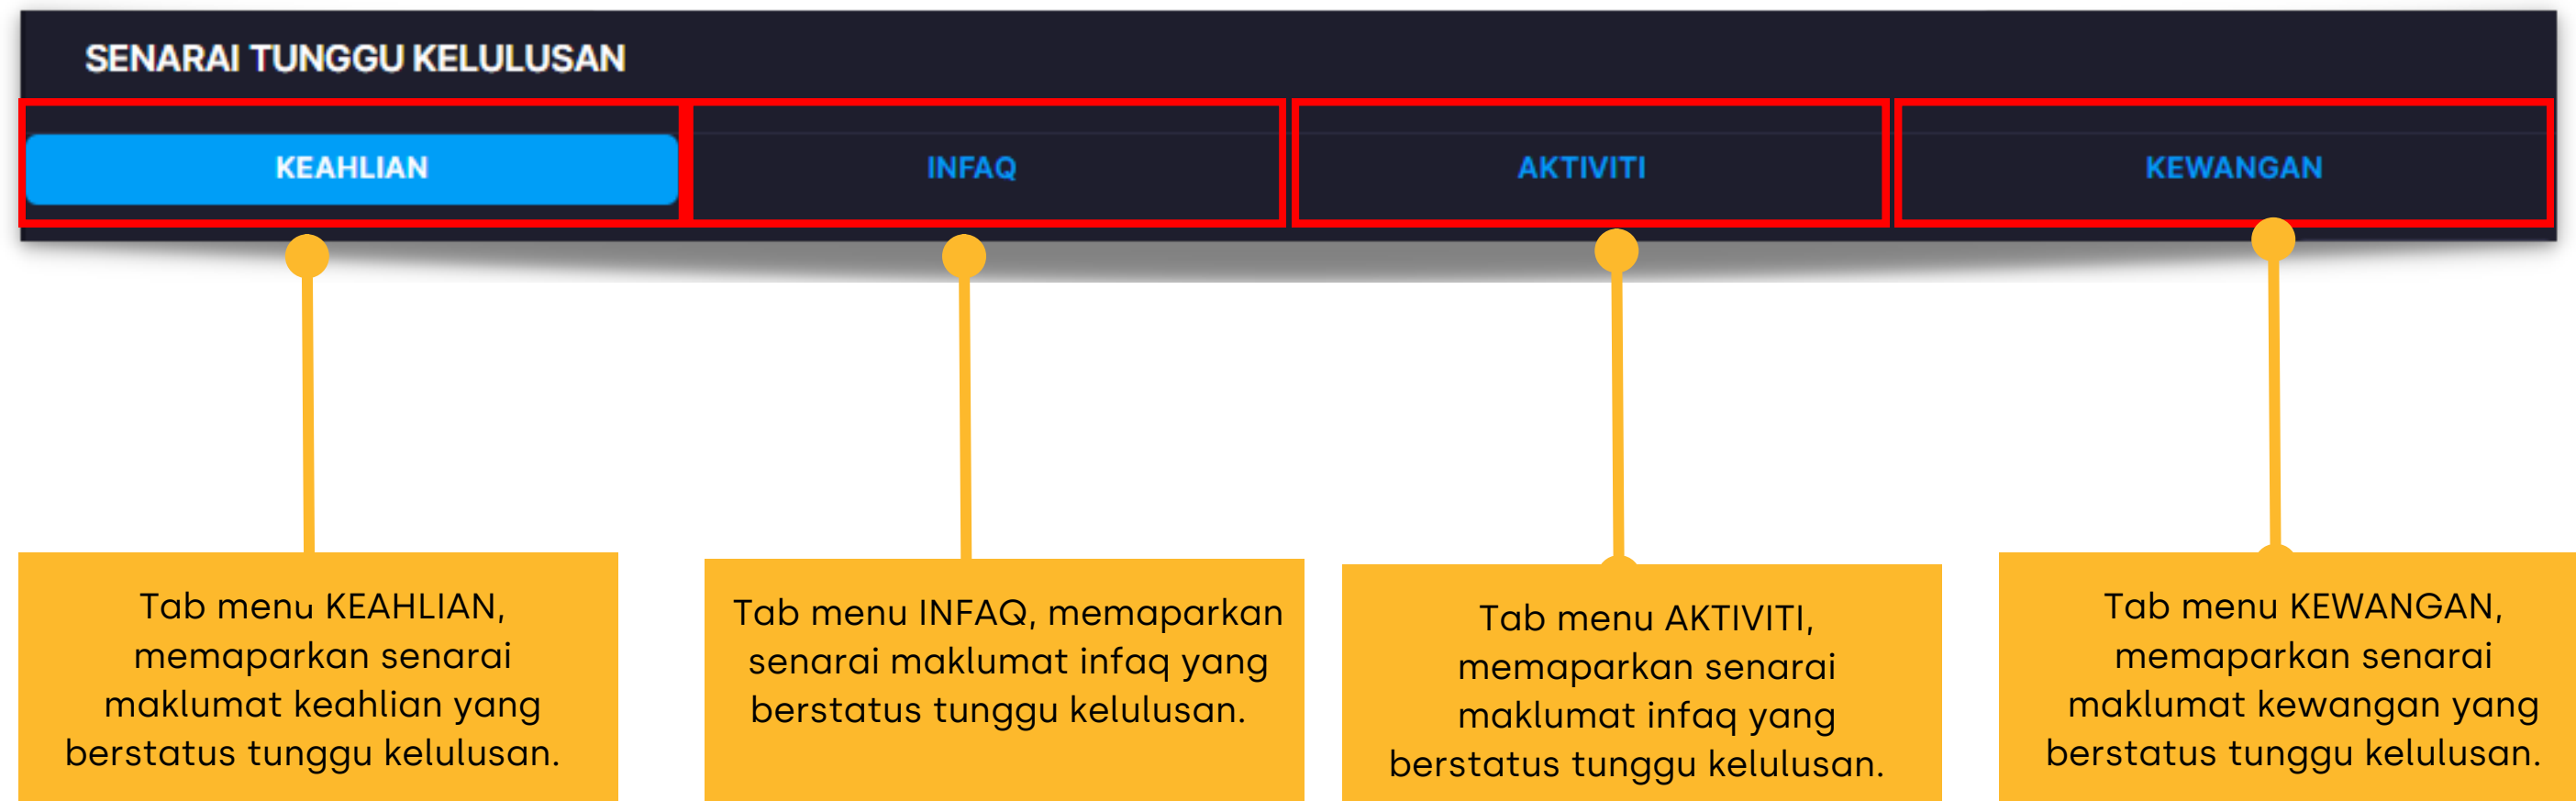 SENARAI TUNGGU KELULUSAN
KEAHLIAN
INFAQ
AKTIVITI
KEWANGAN
Tab menu KEAHLIAN,
memaparkan senarai
maklumat keahlian yang
berstatus tunggu kelulusan.
Tab menu INFAQ, memaparkan
senarai maklumat infaq yang
berstatus tunggu kelulusan.
Tab menu AKTIVITI,
memaparkan senarai
maklumat infaq yang
berstatus tunggu kelulusan.
Tab menu KEWANGAN,
memaparkan senarai
maklumat kewangan yang
berstatus tunggu kelulusan.